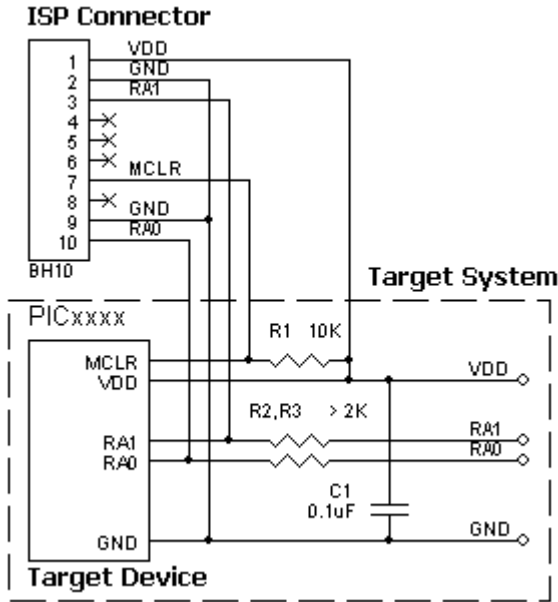 ISP Connector
VDD
1
GND
2
RA1
3
4
5
6
MCLR
7
8
GND
9
RA0
10
BH10
Target System
PICxxxx
R1 10K
MCLR
VDD
VDD
R2,R3 > 2K
RA1
RA1
RA0
RA0
C1
0.1uF
GND
GND
Target Device